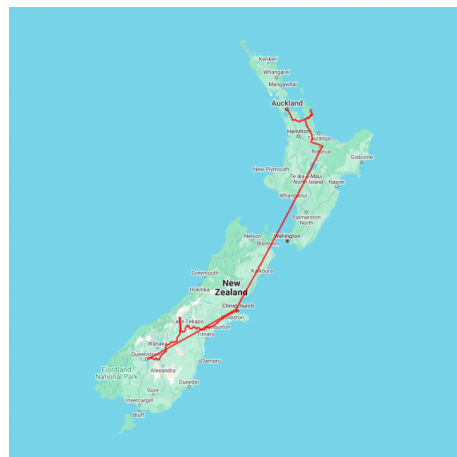 Kerikeri
Whangārei
Mangawhai
Auckland
Hamilton
Tauranga
Rotorua
Gisborne
New Plymouth
Te Ika-a-Māui
/ North Island
Napier
Whanganui
Palmerston
North
Wellington
Nelson
Blenheim
Greymouth
Kaikōura
Hokitika
New
Zealand
Christchurch
Rolleston
Lake Tekapo
Ashburton
Timaru
Wānaka
Queenstown
Oamaru
Fiordland
National Park
Alexandra
Gore
Dunedin
Invercargill
Bluff